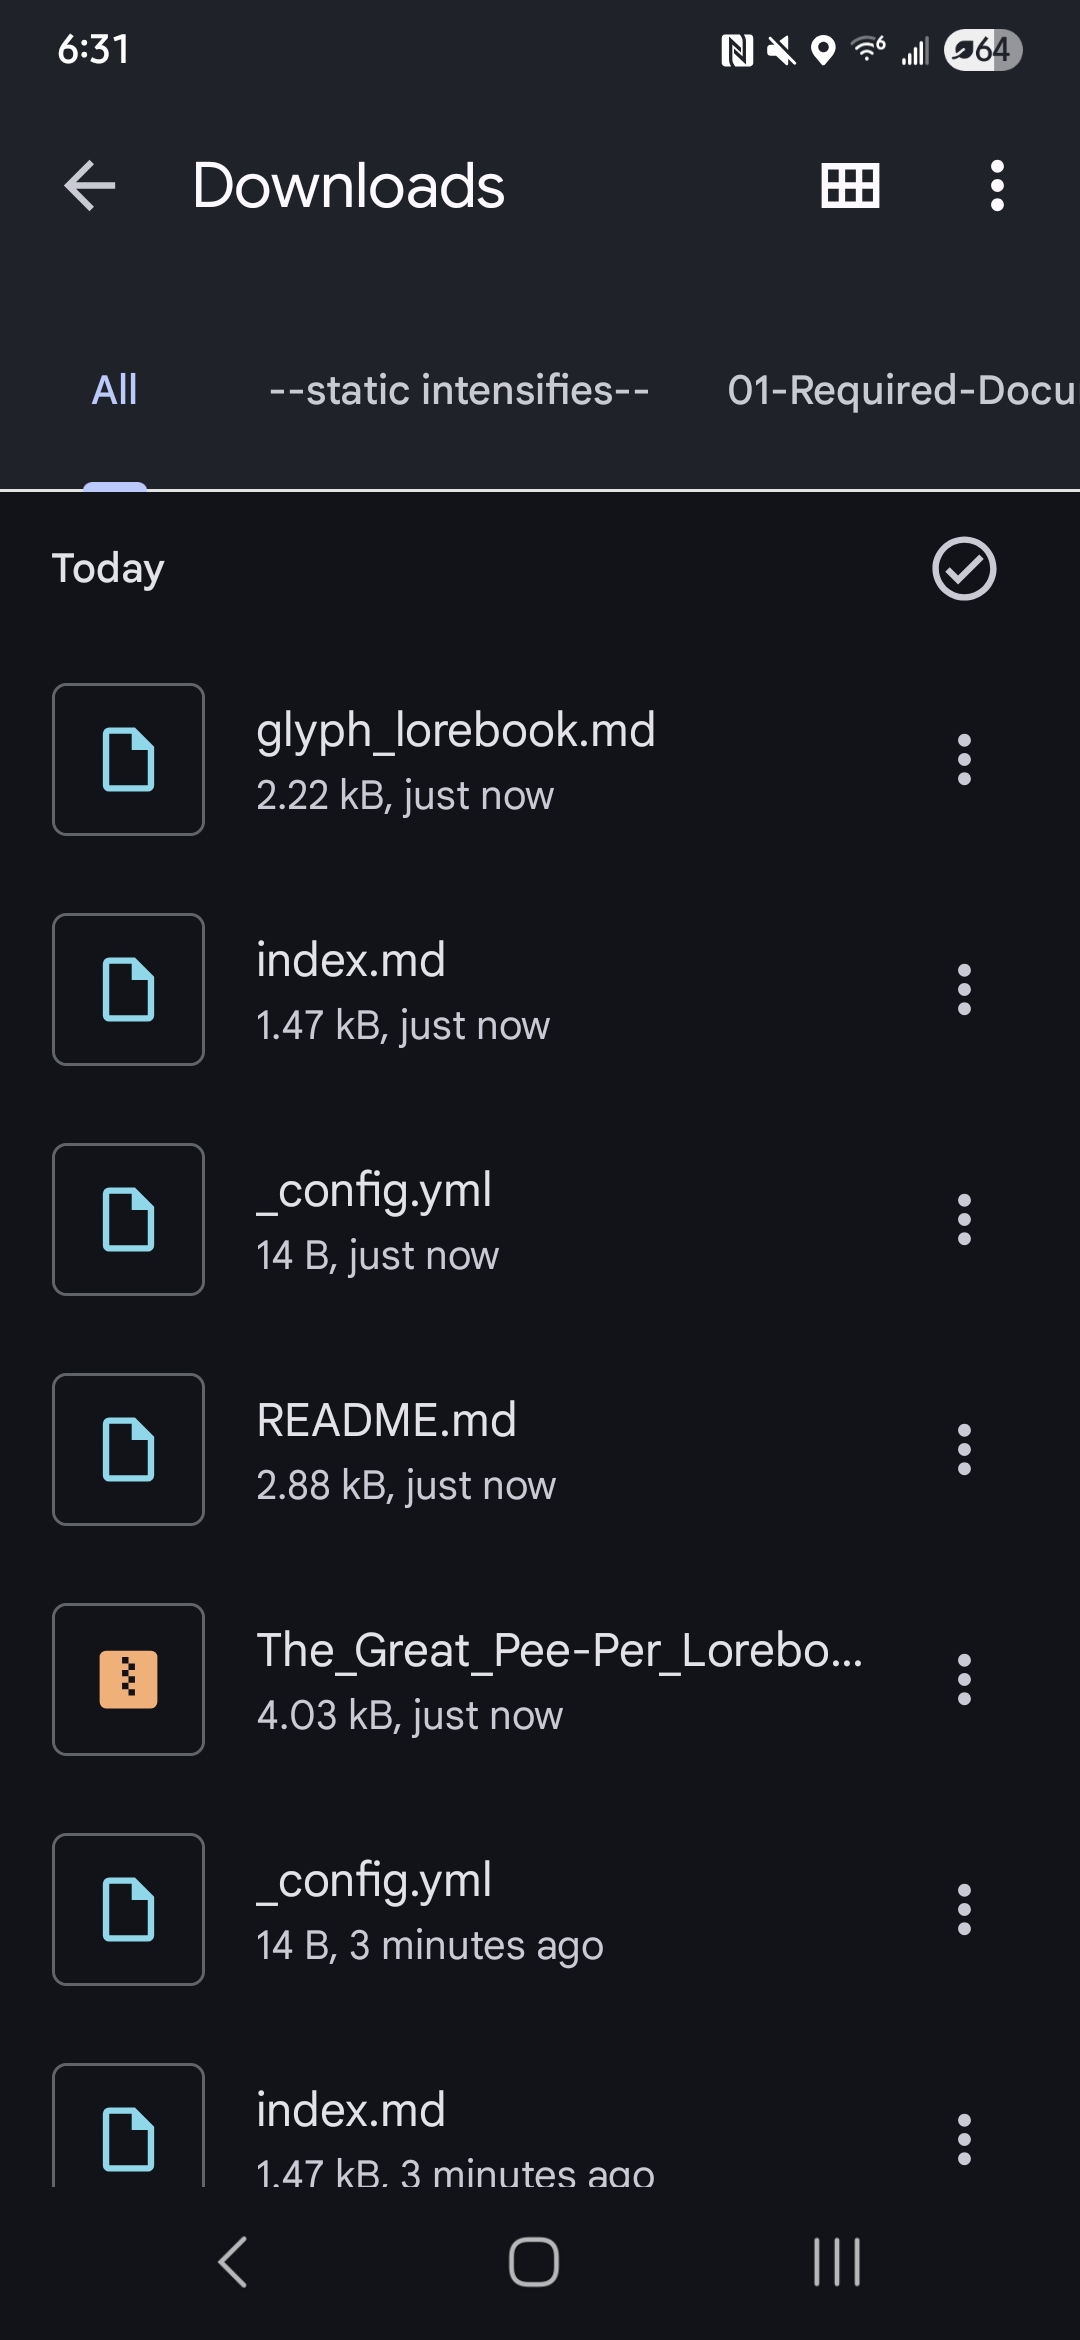 6:31
6
64
Downloads
All
--static intensifies--
01-Required-Docu
Today
glyph_lorebook.md
2.22 kB, just now
index.md
1.47 kB, just now
_config.yml
14 B, just now
README.md
2.88 kB, just now
The_Great_Pee-Per_Lorebo...
4.03 kB, just now
_config.yml
14 B, 3 minutes ago
index.md
1.47 kB, 3 minutes ago